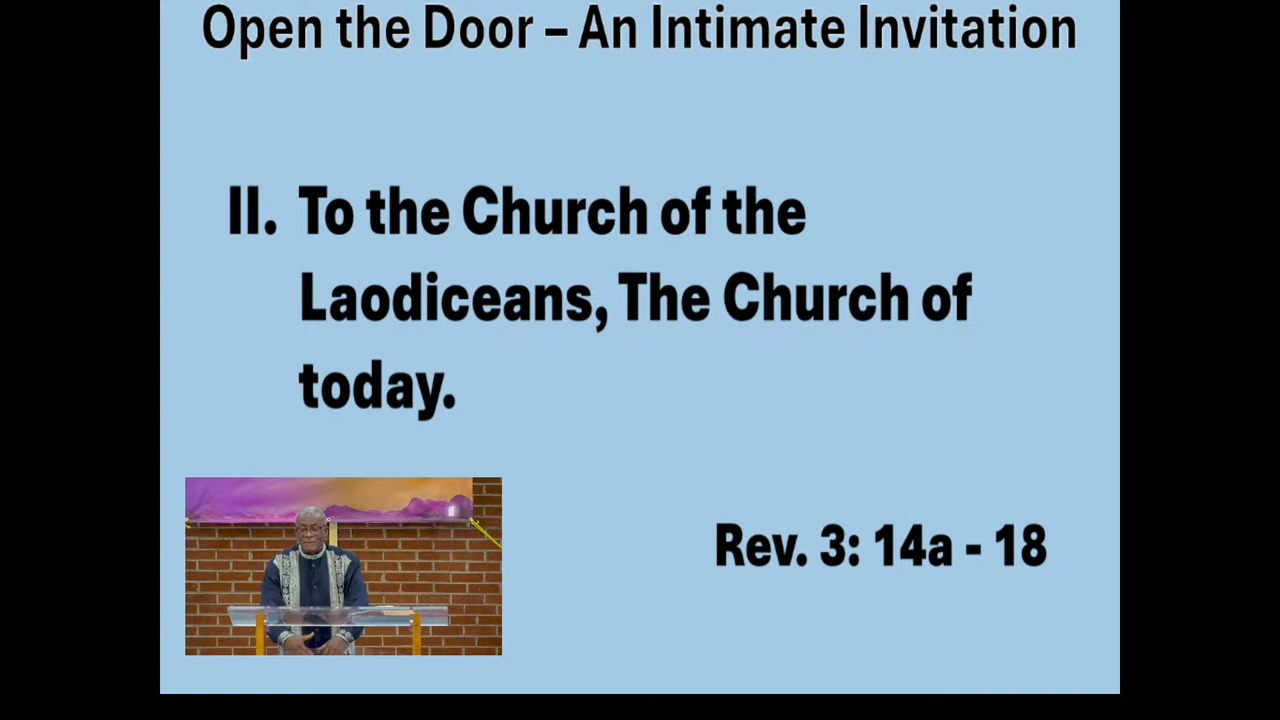 Open the Door – An Intimate Invitation
II. To the Church of the
Laodiceans, The Church of
today.
Rev. 3: 14a - 18